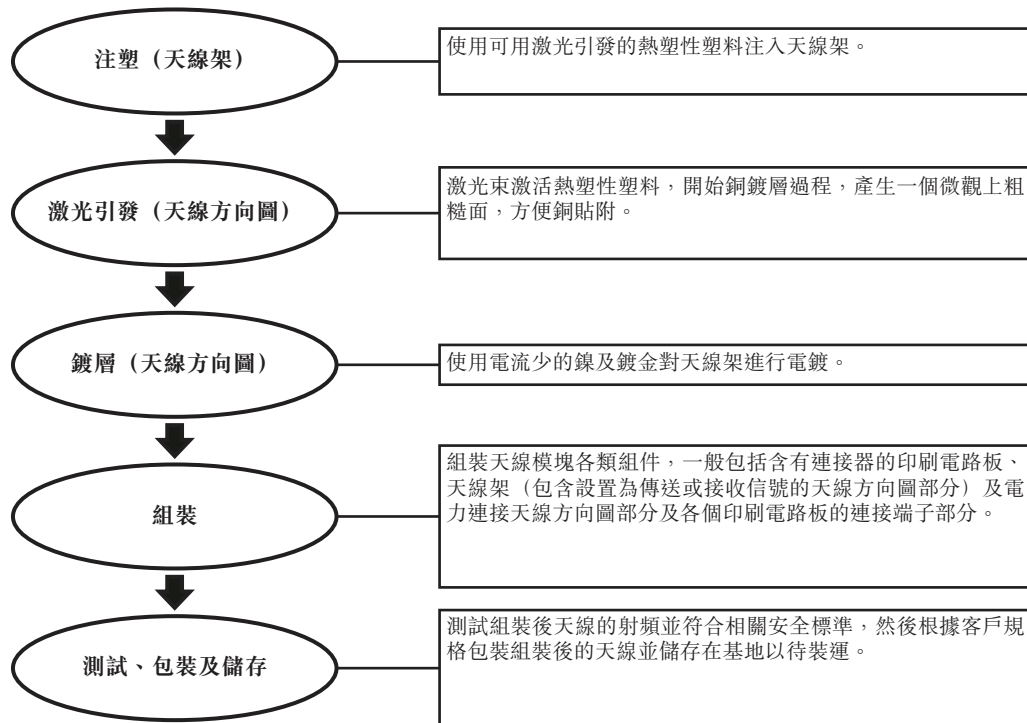 注塑（天線架）
使用可用激光引發的熱塑性塑料注入天線架。
激光引發（天線方向圖）
激光束激活熱塑性塑料，開始銅鍍層過程，產生一個微觀上粗
糙面，方便銅貼附。
鍍層（天線方向圖）
使用電流少的鎳及鍍金對天線架進行電鍍。
組裝
組裝天線模塊各類組件，一般包括含有連接器的印刷電路板、
天線架（包含設置為傳送或接收信號的天線方向圖部分）及電
力連接天線方向圖部分及各個印刷電路板的連接端子部分。
測試、包裝及儲存
測試組裝後天線的射頻並符合相關安全標準，然後根據客戶規
格包裝組裝後的天線並儲存在基地以待裝運。